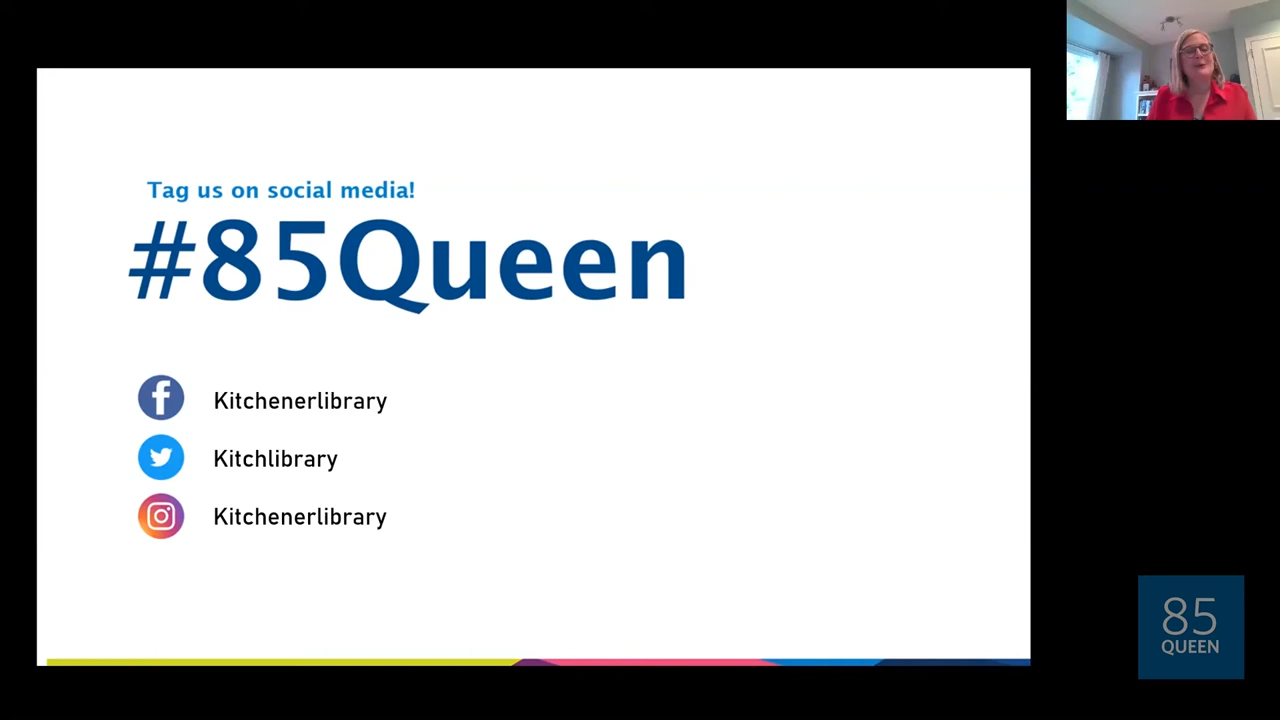 Tag us on social media!
#85Queen
Kitchenerlibrary
Kitchlibrary
Kitchenerlibrary
85
QUEEN